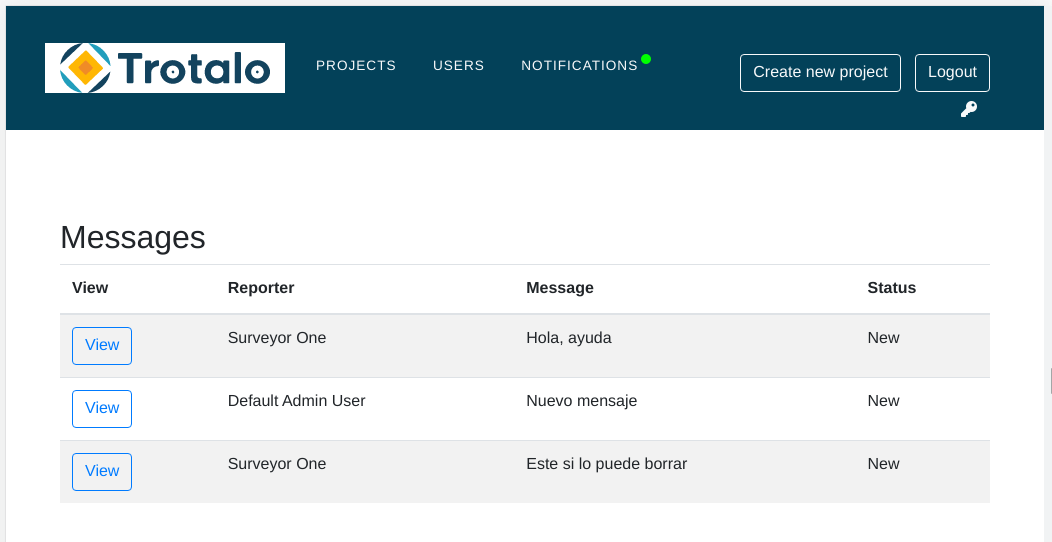 Trotalo
PROJECTS USERS NOTIFICATIONS Create new project Logout
Messages
View Reporter Message Status
View Surveyor One Hola, ayuda New
View Default Admin User Nuevo mensaje New
View Surveyor One Este si lo puede borrar New